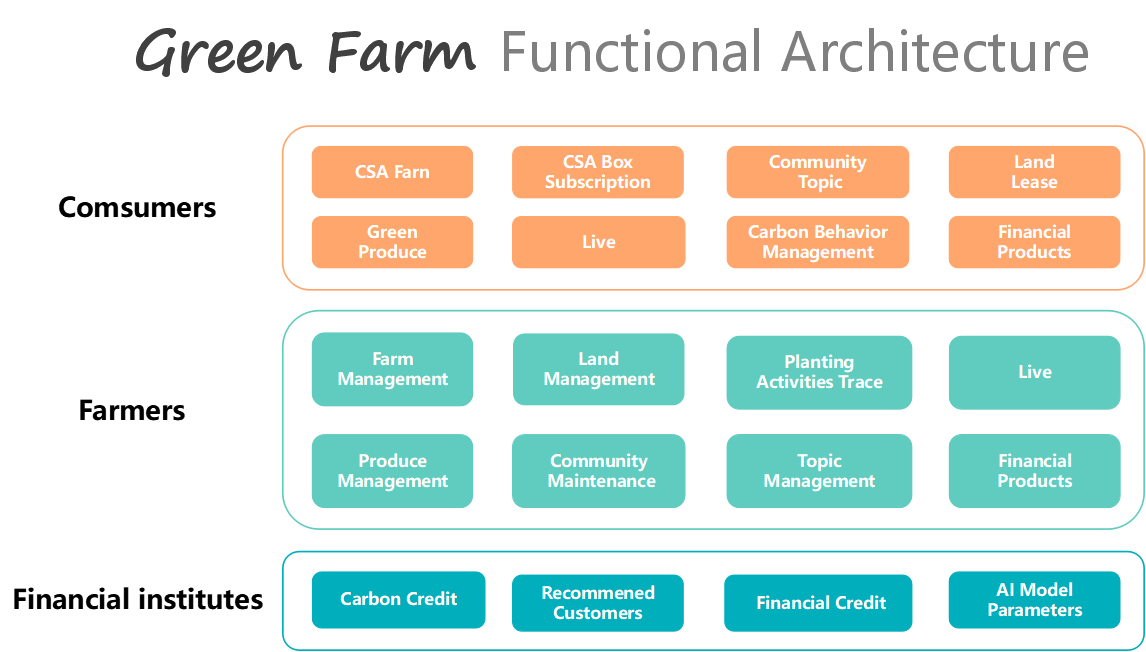 Green Farm Functional Architecture
Comsumers
CSA Farn
CSA Box
Subscription
Community
Topic
Land
Lease
Green
Produce
Live
Carbon Behavior
Management
Financial
Products
Farmers
Farm
Management
Land
Management
Planting
Activities Trace
Live
Produce
Management
Community
Maintenance
Topic
Management
Financial
Products
Financial institutes
Carbon Credit
Recommened
Customers
Financial Credit
AI Model
Parameters